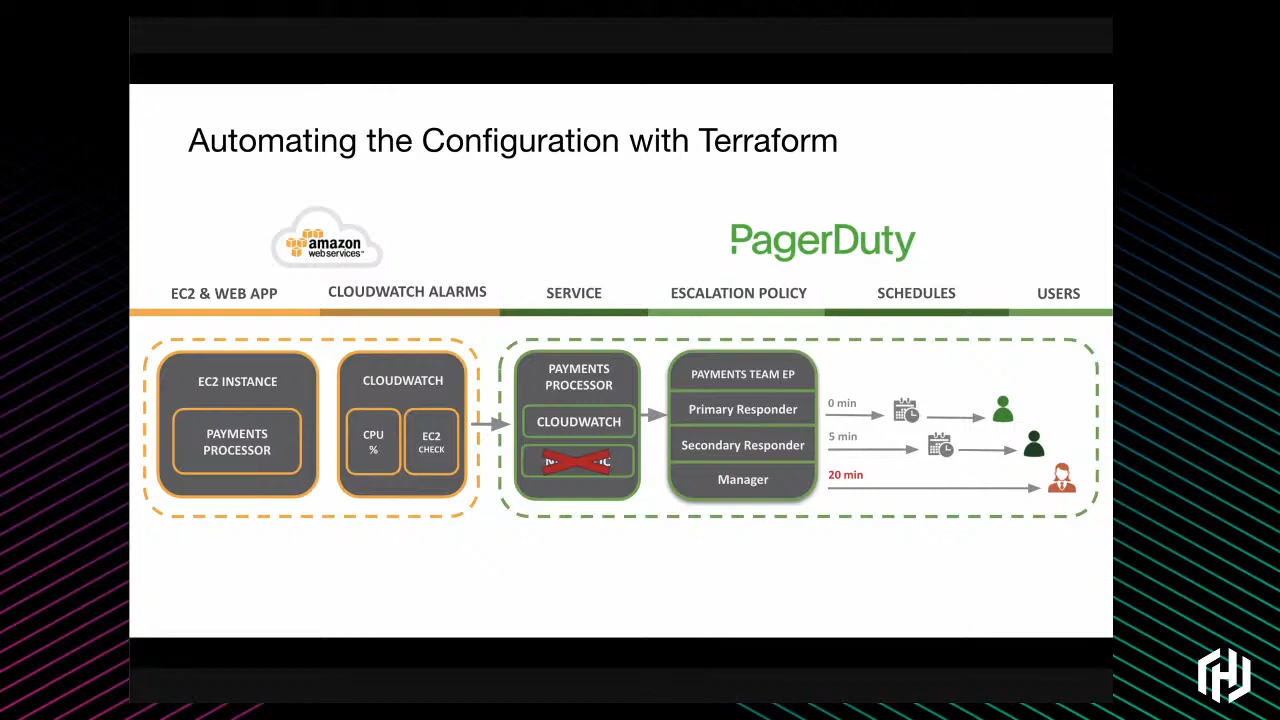 Automating the Configuration with Terraform
amazon
webservices™
PagerDuty
EC2 & WEB APP
CLOUDWATCH ALARMS
SERVICE
ESCALATION POLICY
SCHEDULES
USERS
EC2 INSTANCE
PAYMENTS
PROCESSOR
CLOUDWATCH
CPU
%
EC2
CHECK
PAYMENTS
PROCESSOR
CLOUDWATCH
PAYMENTS TEAM EP
Primary Responder
Secondary Responder
Manager
0 min
5 min
20 min